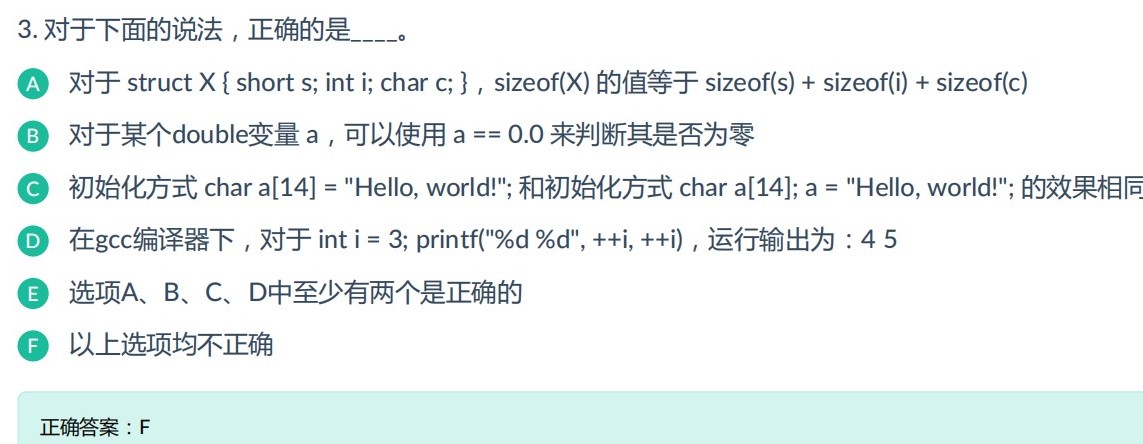 3. 对于下面的说法，正确的是____。
A 对于 struct X { short s; int i; char c; }，sizeof(X) 的值等于 sizeof(s) + sizeof(i) + sizeof(c)
B 对于某个double变量 a，可以使用 a == 0.0 来判断其是否为零
C 初始化方式 char a[14] = "Hello, world!"; 和初始化方式 char a[14]; a = "Hello, world!"; 的效果相同
D 在gcc编译器下，对于 int i = 3; printf("%d %d", ++i, ++i)，运行输出为：4 5
E 选项A、B、C、D中至少有两个是正确的
F 以上选项均不正确
正确答案：F